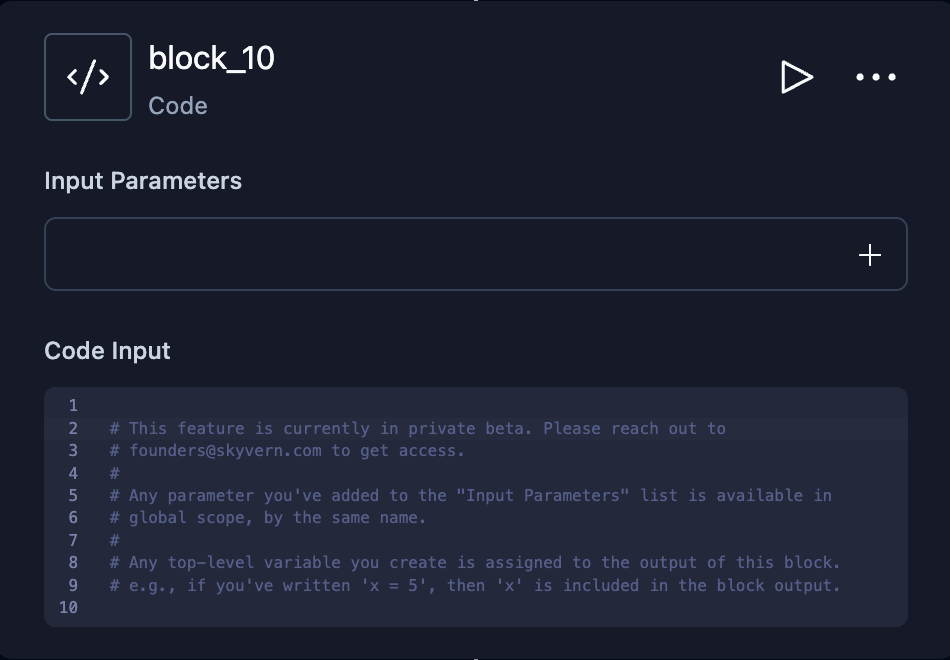 block_10
Code
Input Parameters
Code Input
1
2 # This feature is currently in private beta. Please reach out to
3 # founders@skyvern.com to get access.
4 #
5 # Any parameter you've added to the "Input Parameters" list is available in
6 # global scope, by the same name.
7 #
8 # Any top-level variable you create is assigned to the output of this block.
9 # e.g., if you've written 'x = 5', then 'x' is included in the block output.
10